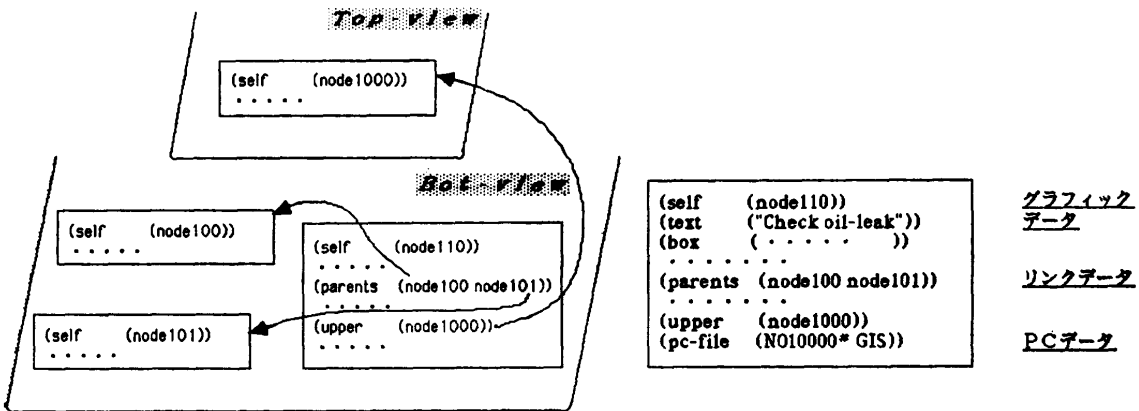 Top-view
(self (node1000))
. . . . .
Bot-view
(self (node100))
. . . . .
(self (node110))
. . . . .
(parents (node100 node101))
. . . . .
(upper (node1000))
. . . . .
(self (node101))
. . . . .
(self (node110))
(text ("Check oil-leak"))
(box ( . . . . . ))
. . . . . . .
(parents (node100 node101))
. . . . . . .
(upper (node1000))
(pc-file (NO10000* GIS))
グラフィック
データ
リンクデータ
PCデータ